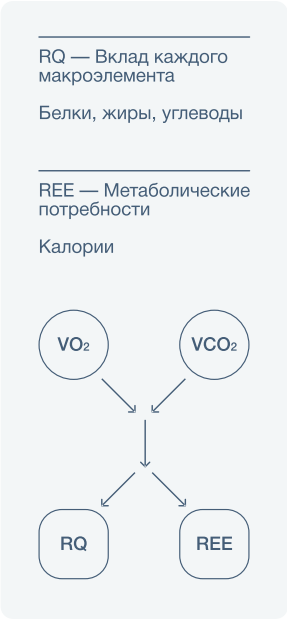 RQ — Вклад каждого
макроэлемента
Белки, жиры, углеводы
REE — Метаболические
потребности
Калории
VO₂
VCO₂
RQ
REE